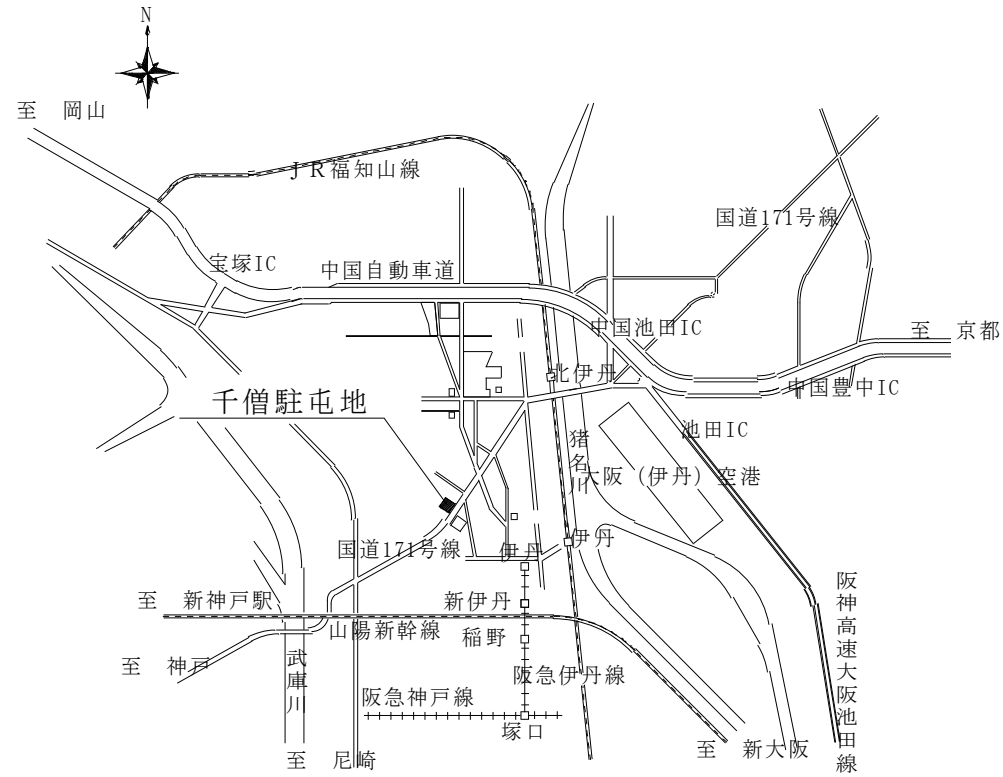 N
至　岡山
ＪＲ福知山線
国道171号線
宝塚IC
中国自動車道
中国池田IC
至　京都
北伊丹
中国豊中IC
千僧駐屯地
池田IC
猪名川
大阪（伊丹）空港
国道171号線
伊丹
伊丹
阪神高速大阪池田線
至　新神戸駅
新伊丹
山陽新幹線
稲野
至　神戸
武庫川
阪急伊丹線
阪急神戸線
塚口
至　新大阪
至　尼崎